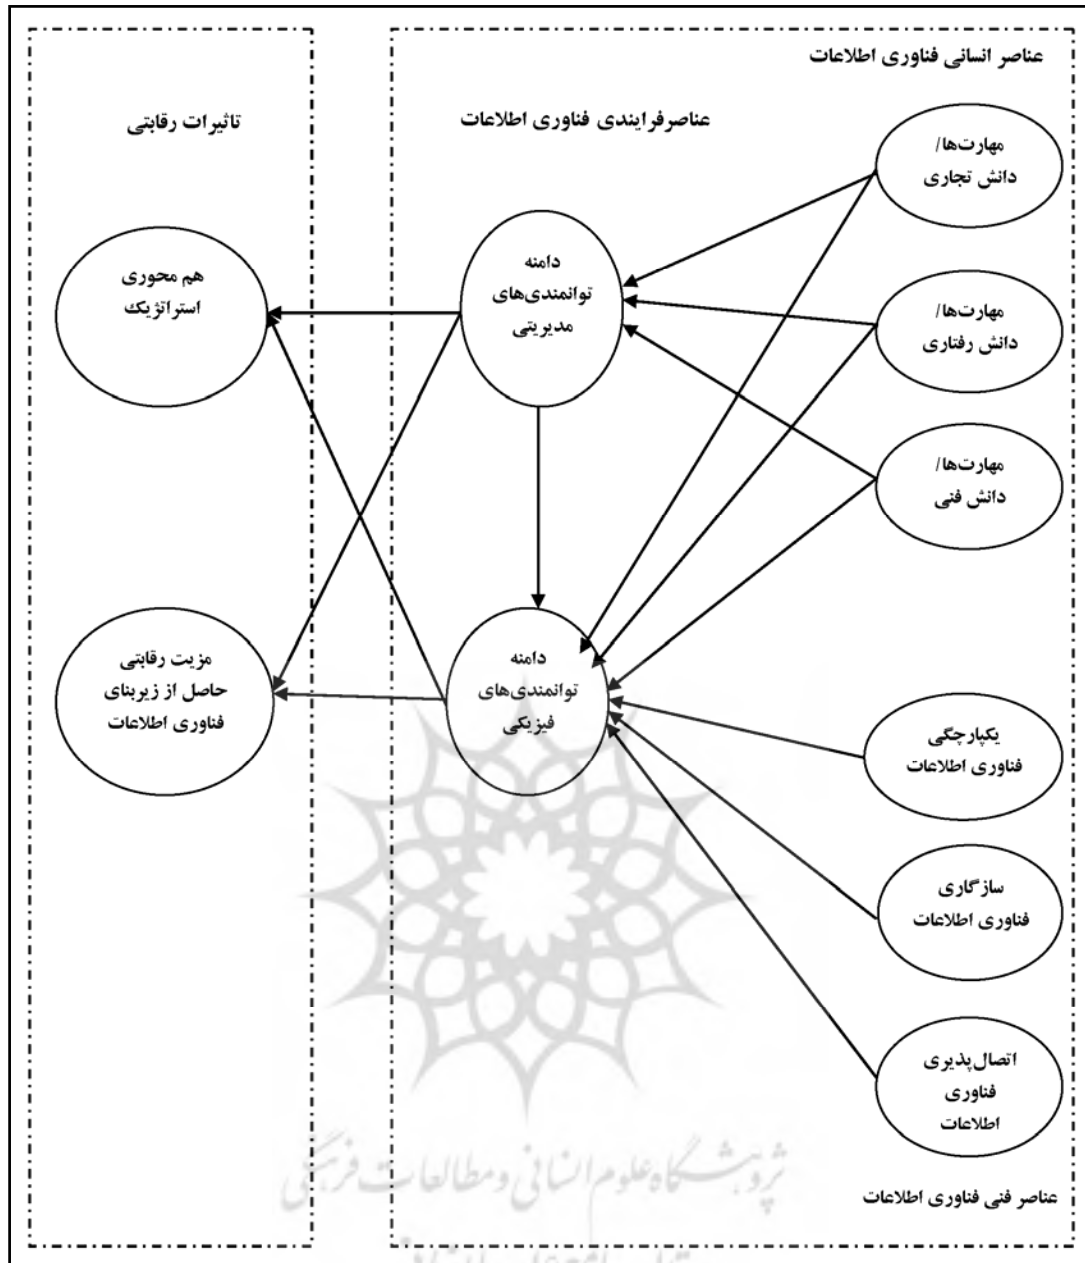 عناصر انسانی فناوری اطلاعات
مهارت‌ها/
دانش تجاری
مهارت‌ها/
دانش رفتاری
مهارت‌ها/
دانش فنی
یکپارچگی
فناوری اطلاعات
سازگاری
فناوری اطلاعات
اتصال‌پذیری
فناوری
اطلاعات
عناصر فنی فناوری اطلاعات
عناصرفرایندی فناوری اطلاعات
دامنه
توانمندی‌های
مدیریتی
دامنه
توانمندی‌های
فیزیکی
تاثیرات رقابتی
هم محوری
استراتژیک
مزیت رقابتی
حاصل از زیربنای
فناوری اطلاعات
پژوهشگاه علوم انسانی و مطالعات فرهنگی